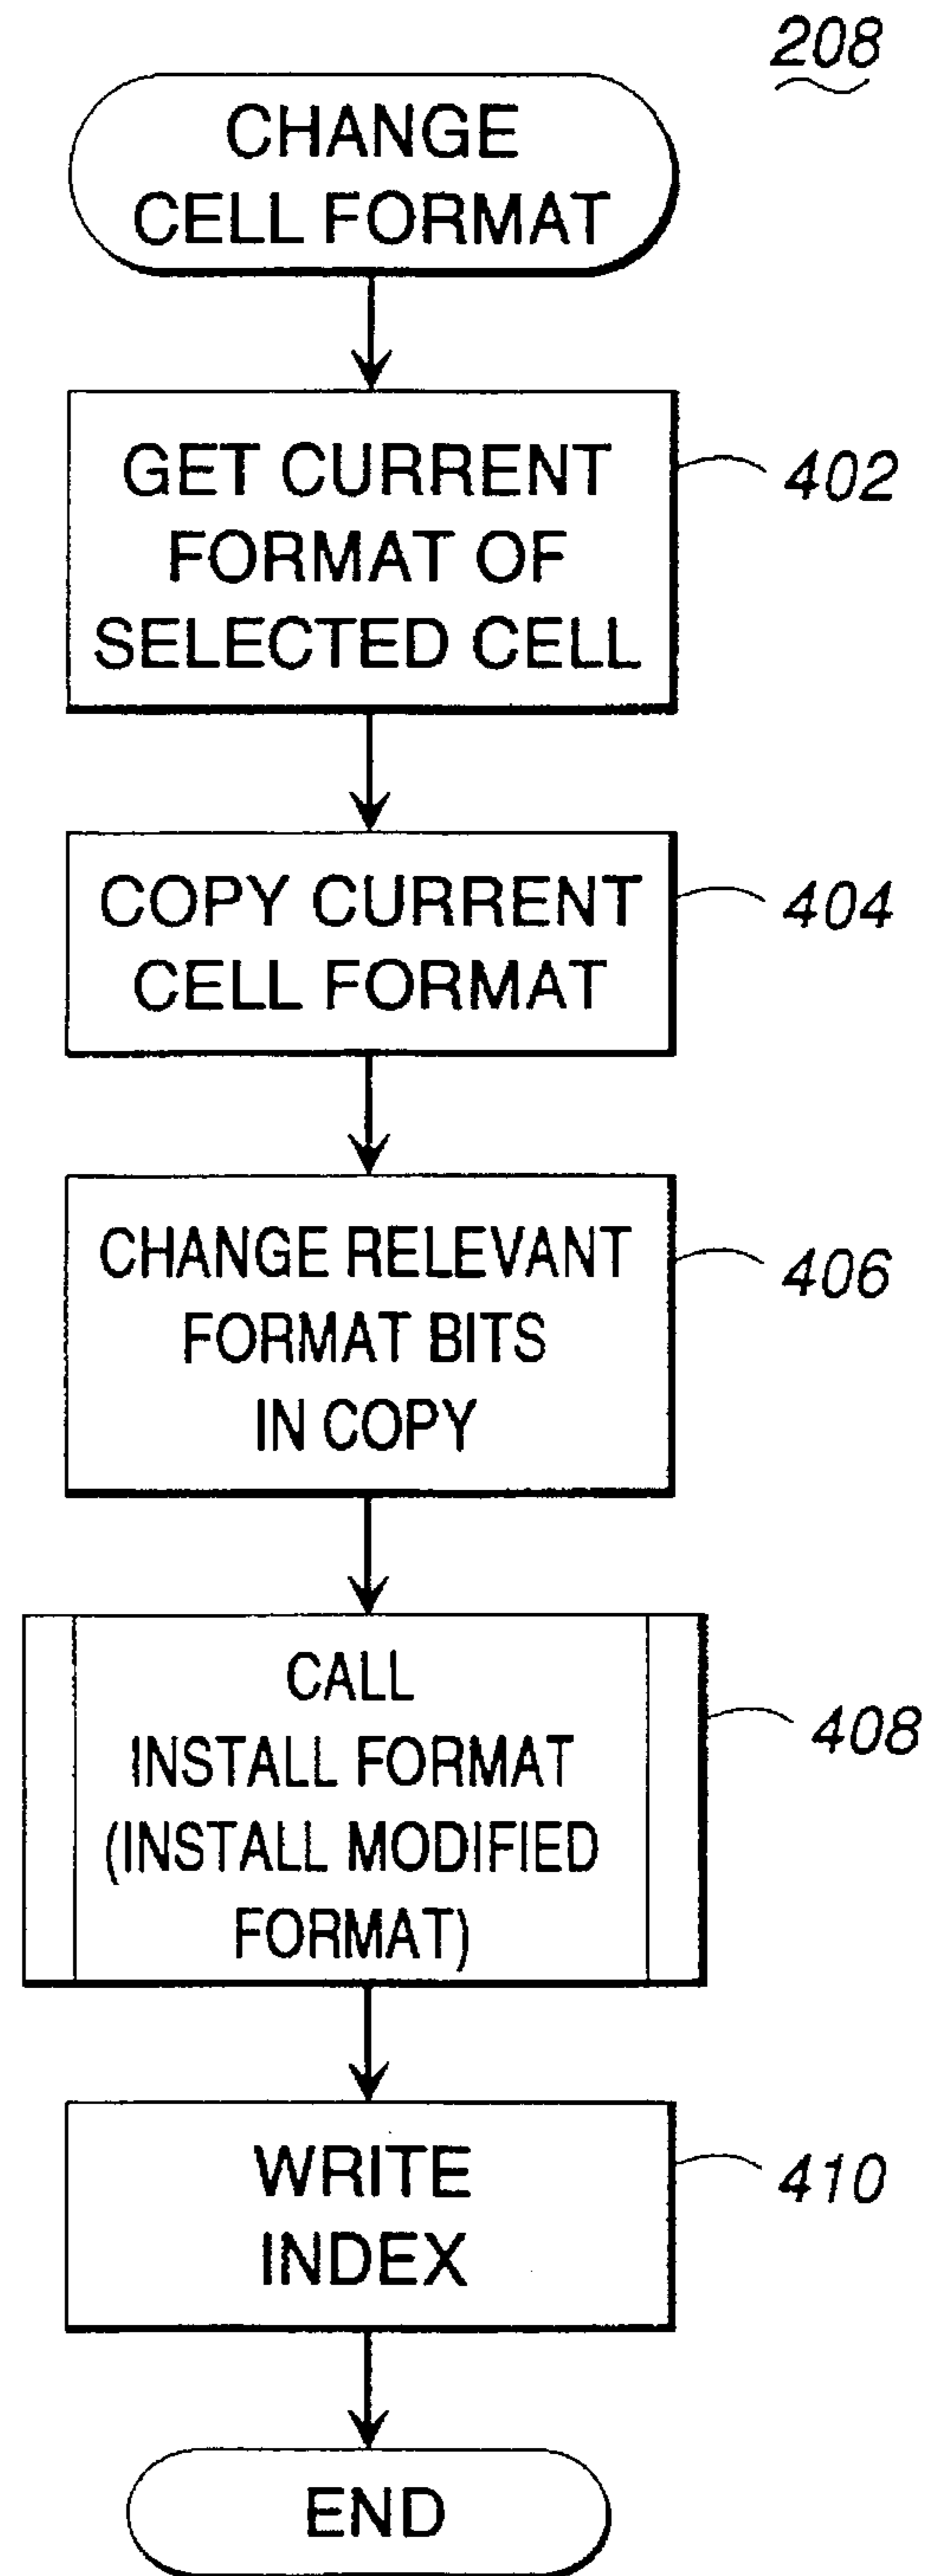 208
CHANGE
CELL FORMAT
GET CURRENT
FORMAT OF
SELECTED CELL
402
COPY CURRENT
CELL FORMAT
404
CHANGE RELEVANT
FORMAT BITS
IN COPY
406
CALL
INSTALL FORMAT
(INSTALL MODIFIED
FORMAT)
408
WRITE
INDEX
410
END